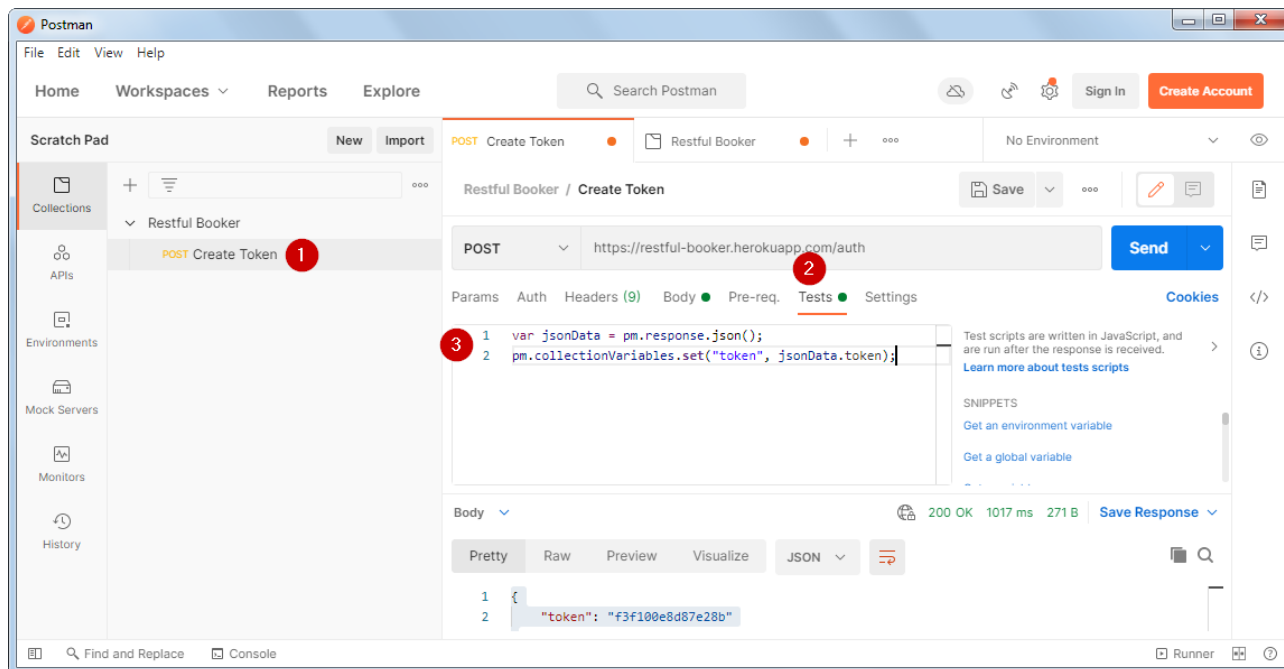 Postman
File Edit View Help
Home Workspaces Reports Explore Search Postman Sign In Create Account
Scratch Pad New Import POST Create Token Restful Booker No Environment
Collections
APIs
Environments
Mock Servers
Monitors
History
Restful Booker
POST Create Token 1
Restful Booker / Create Token Save
POST https://restful-booker.herokuapp.com/auth Send
2
Params Auth Headers (9) Body Pre-req. Tests Settings Cookies
3
1 var jsonData = pm.response.json();
2 pm.collectionVariables.set("token", jsonData.token);
Test scripts are written in JavaScript, and
are run after the response is received.
Learn more about tests scripts
SNIPPETS
Get an environment variable
Get a global variable
Body 200 OK 1017 ms 271 B Save Response
Pretty Raw Preview Visualize JSON
1 {
2 "token": "f3f100e8d87e28b"
Find and Replace Console Runner